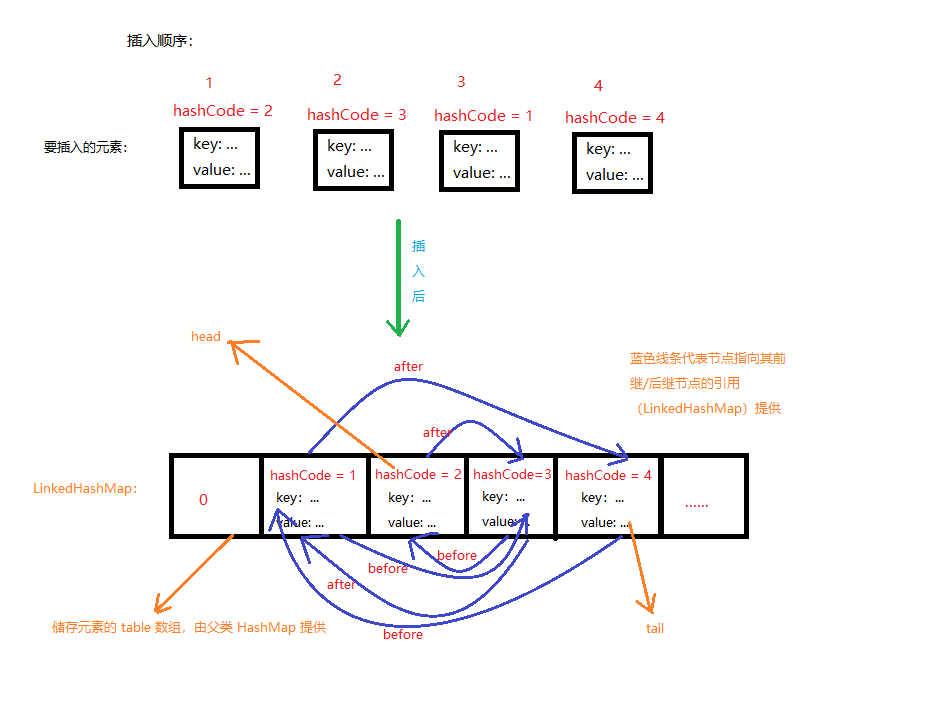 插入顺序：
1
2
3
4
hashCode = 2
hashCode = 3
hashCode = 1
hashCode = 4
要插入的元素：
key: ...
value: ...
key: ...
value: ...
key: ...
value: ...
key: ...
value: ...
插
入
后
head
after
蓝色线条代表节点指向其前
继/后继节点的引用
（LinkedHashMap）提供
after
LinkedHashMap：
0
hashCode = 1
key：...
value: ...
hashCode = 2
key：...
value: ...
hashCode=3
key：...
value: ...
hashCode = 4
key：...
value: ...
......
before
before
after
before
储存元素的 table 数组，由父类 HashMap 提供
tail